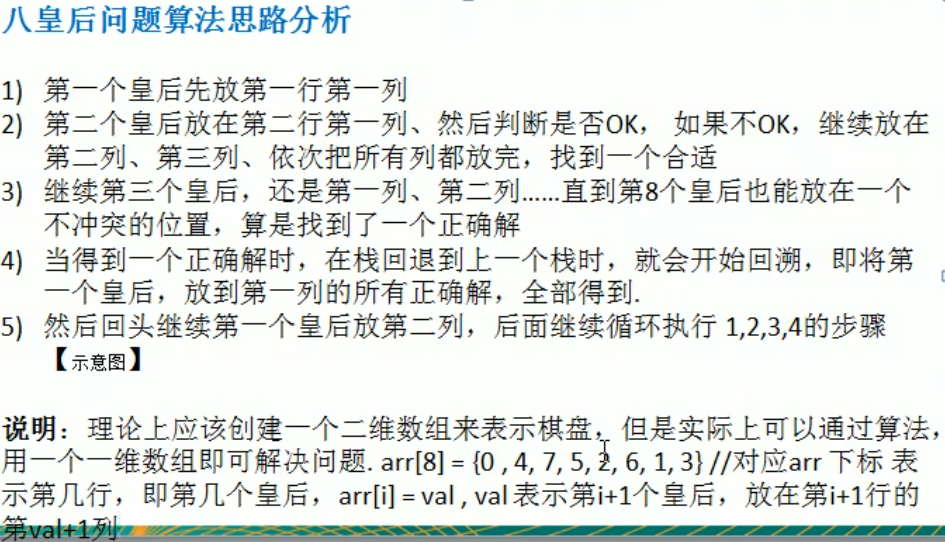 八皇后问题算法思路分析
1) 第一个皇后先放第一行第一列
2) 第二个皇后放在第二行第一列、然后判断是否OK， 如果不OK，继续放在
第二列、第三列、依次把所有列都放完，找到一个合适
3) 继续第三个皇后，还是第一列、第二列……直到第8个皇后也能放在一个
不冲突的位置，算是找到了一个正确解
4) 当得到一个正确解时，在栈回退到上一个栈时，就会开始回溯，即将第
一个皇后，放到第一列的所有正确解，全部得到.
5) 然后回头继续第一个皇后放第二列，后面继续循环执行 1,2,3,4的步骤
【示意图】
说明：理论上应该创建一个二维数组来表示棋盘，但是实际上可以通过算法，
用一个一维数组即可解决问题. arr[8] = {0 , 4, 7, 5, 2, 6, 1, 3} //对应arr 下标 表
示第几行，即第几个皇后，arr[i] = val , val 表示第i+1个皇后，放在第i+1行的
第val+1列